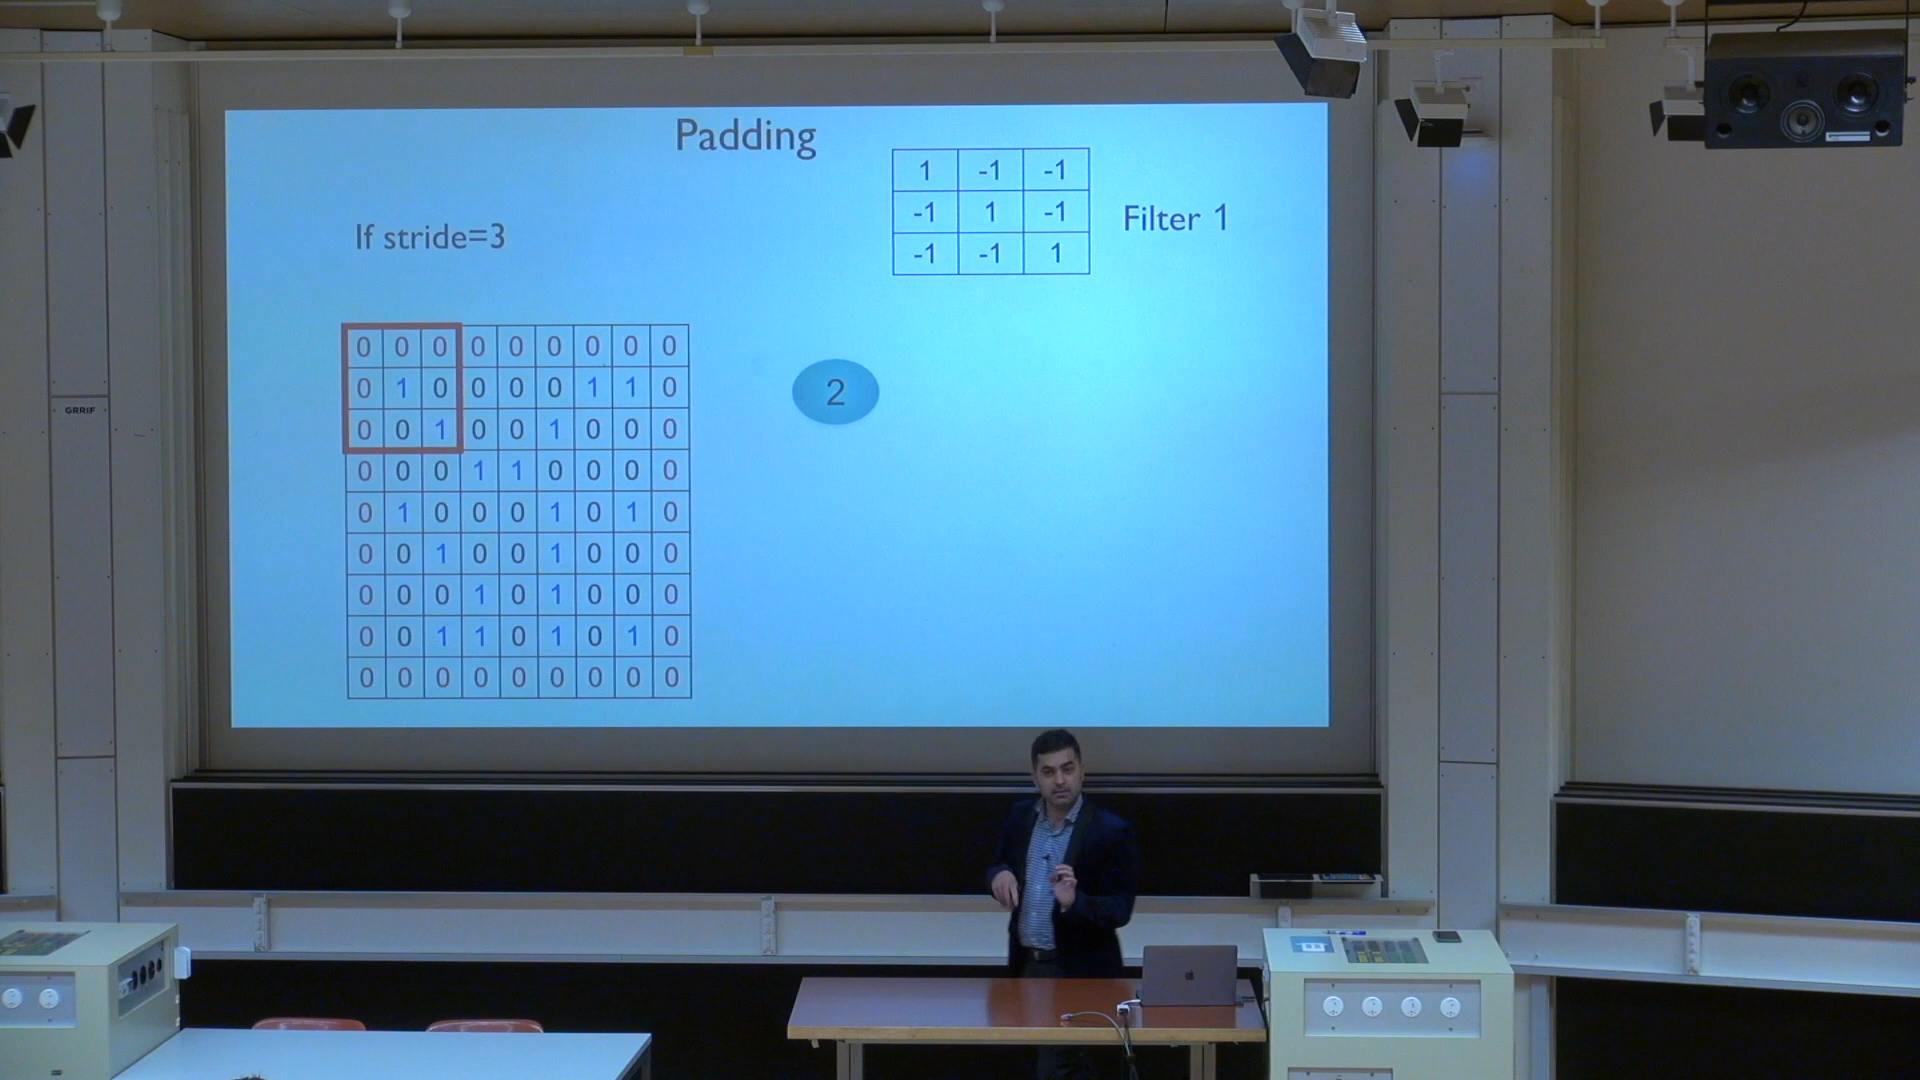 Padding
1 -1 -1
-1 1 -1
-1 -1 1
Filter 1
If stride=3
0 0 0 0 0 0 0 0 0
0 1 0 0 0 0 1 1 0
0 0 1 0 0 1 0 0 0
0 0 0 1 1 0 0 0 0
0 1 0 0 0 1 0 1 0
0 0 1 0 0 1 0 0 0
0 0 0 1 0 1 0 0 0
0 0 1 1 0 1 0 1 0
0 0 0 0 0 0 0 0 0
2
GRRIF